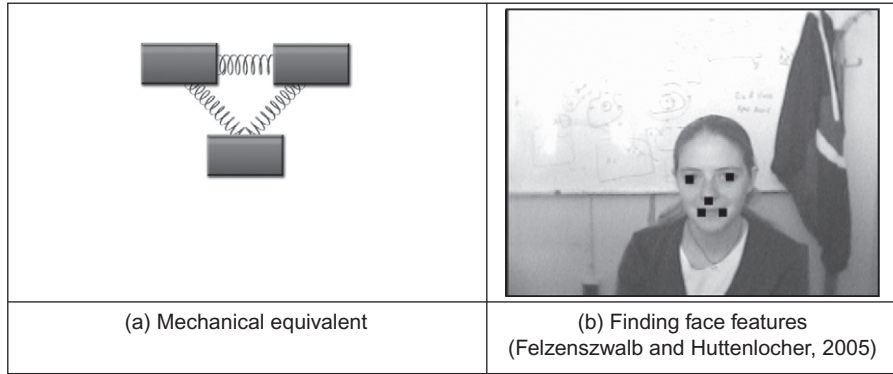 (a) Mechanical equivalent
(b) Finding face features
(Felzenszwalb and Huttenlocher, 2005)